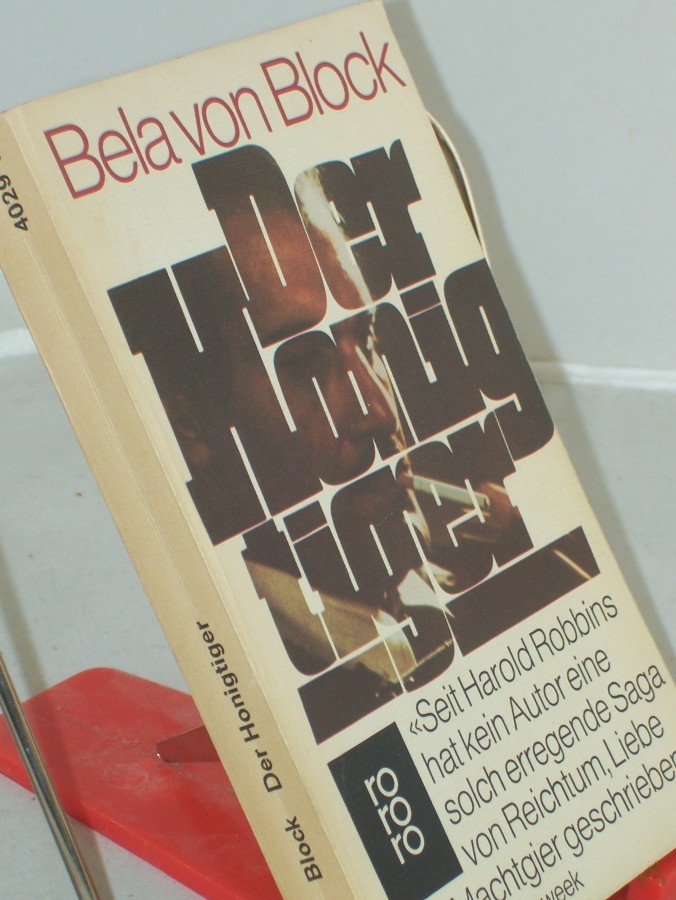 Bela von Block
Der
Honig
tiger
«Seit Harold Robbins
hat kein Autor eine
solch erregende Saga
von Reichtum, Liebe
Machtgier geschrieben
week
ro
ro
ro
4029
Block Der Honigtiger